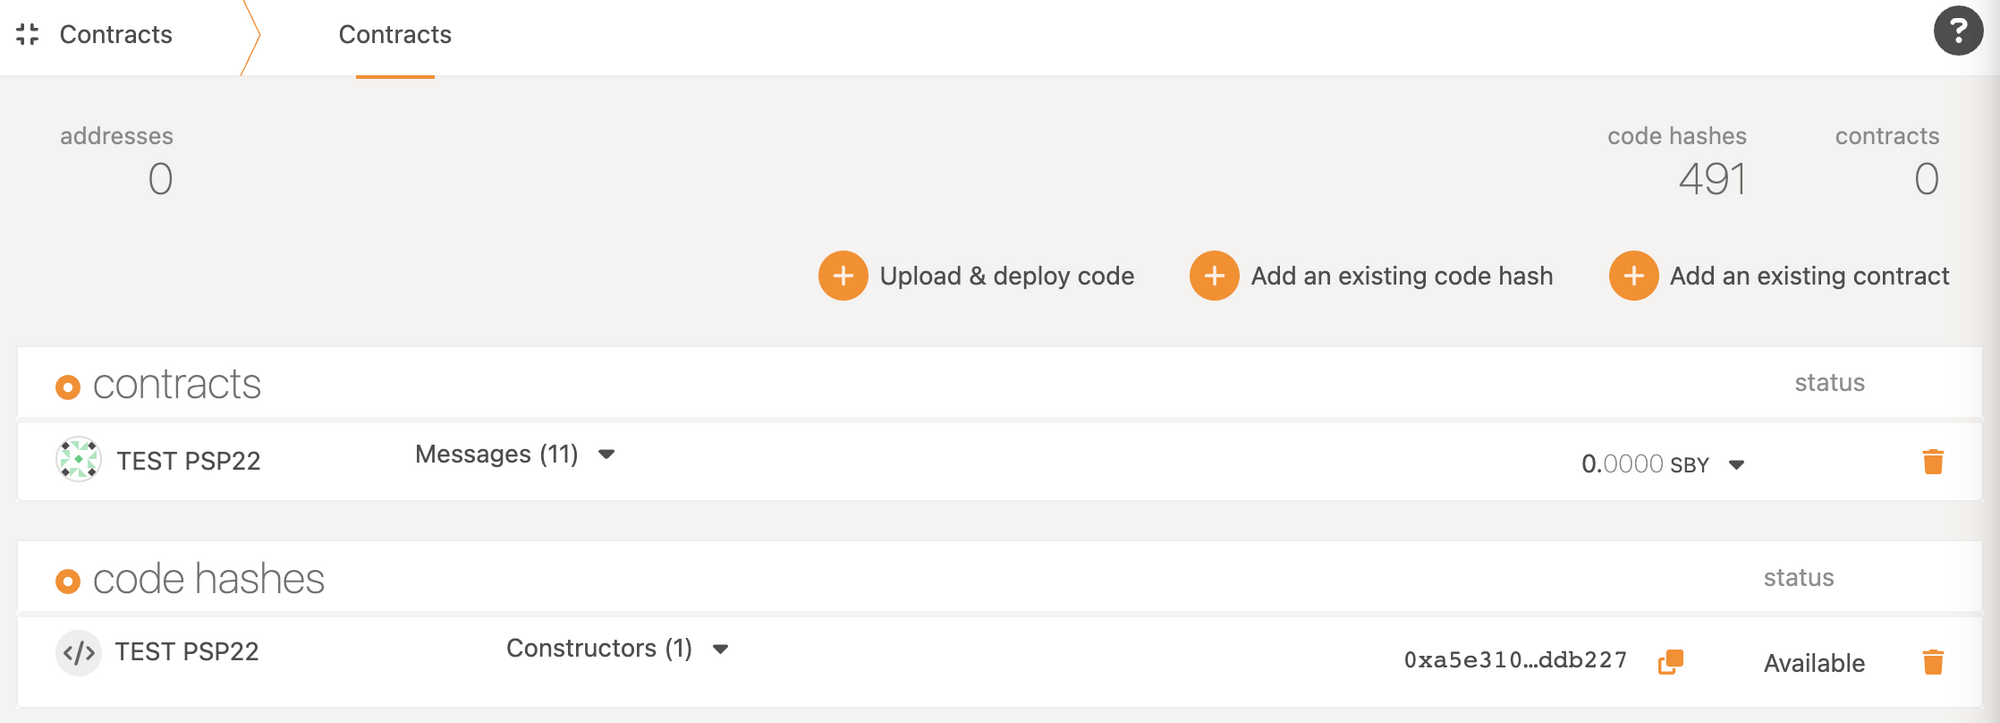 Contracts
Contracts
?
addresses
0
code hashes
491
contracts
0
Upload & deploy code
Add an existing code hash
Add an existing contract
contracts
status
TEST PSP22
Messages (11)
0.0000 SBY
code hashes
status
</> TEST PSP22
Constructors (1)
0xa5e310…ddb227
Available